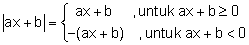 |ax+b| = { ax+b , untuk ax+b ≥ 0
−(ax+b) , untuk ax+b < 0